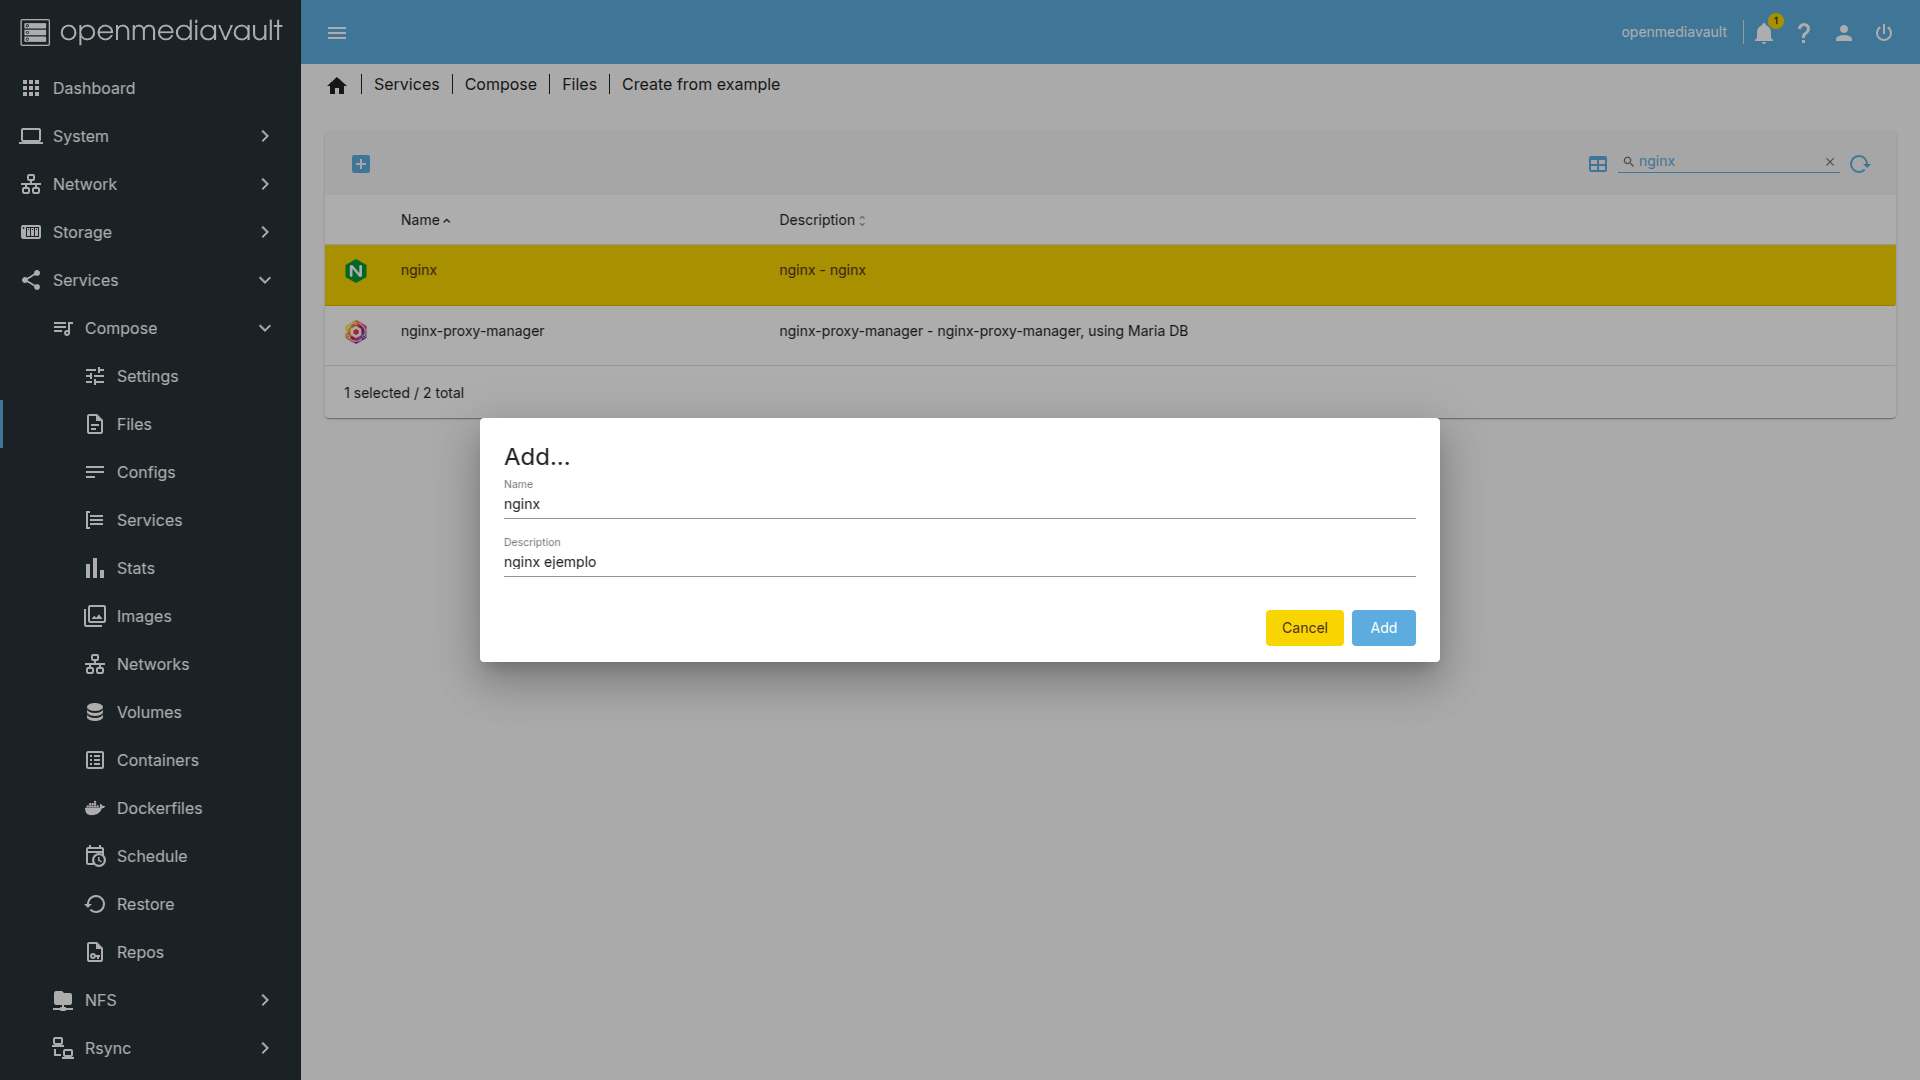 openmediavault
openmediavault
1
Dashboard
System
Network
Storage
Services
Compose
Settings
Files
Configs
Services
Stats
Images
Networks
Volumes
Containers
Dockerfiles
Schedule
Restore
Repos
NFS
Rsync
Services | Compose | Files | Create from example
nginx
Name Description
nginx nginx - nginx
nginx-proxy-manager nginx-proxy-manager - nginx-proxy-manager, using Maria DB
1 selected / 2 total
Add...
Name
nginx
Description
nginx ejemplo
Cancel Add